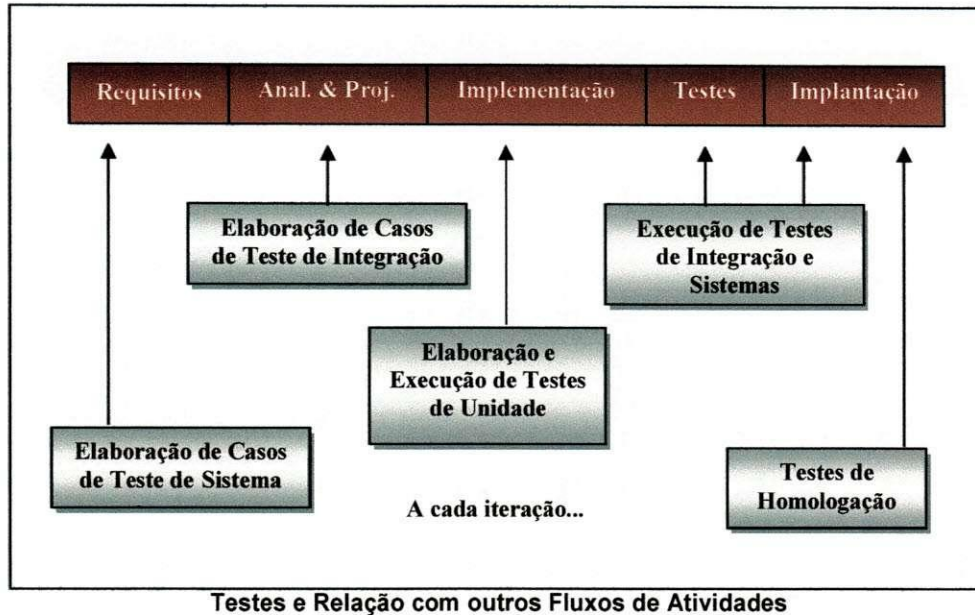 Requisitos Anal. & Proj. Implementação Testes Implantação
Elaboração de Casos
de Teste de Integração
Execução de Testes
de Integração e
Sistemas
Elaboração e
Execução de Testes
de Unidade
Elaboração de Casos
de Teste de Sistema
Testes de
Homologação
A cada iteração...
Testes e Relação com outros Fluxos de Atividades